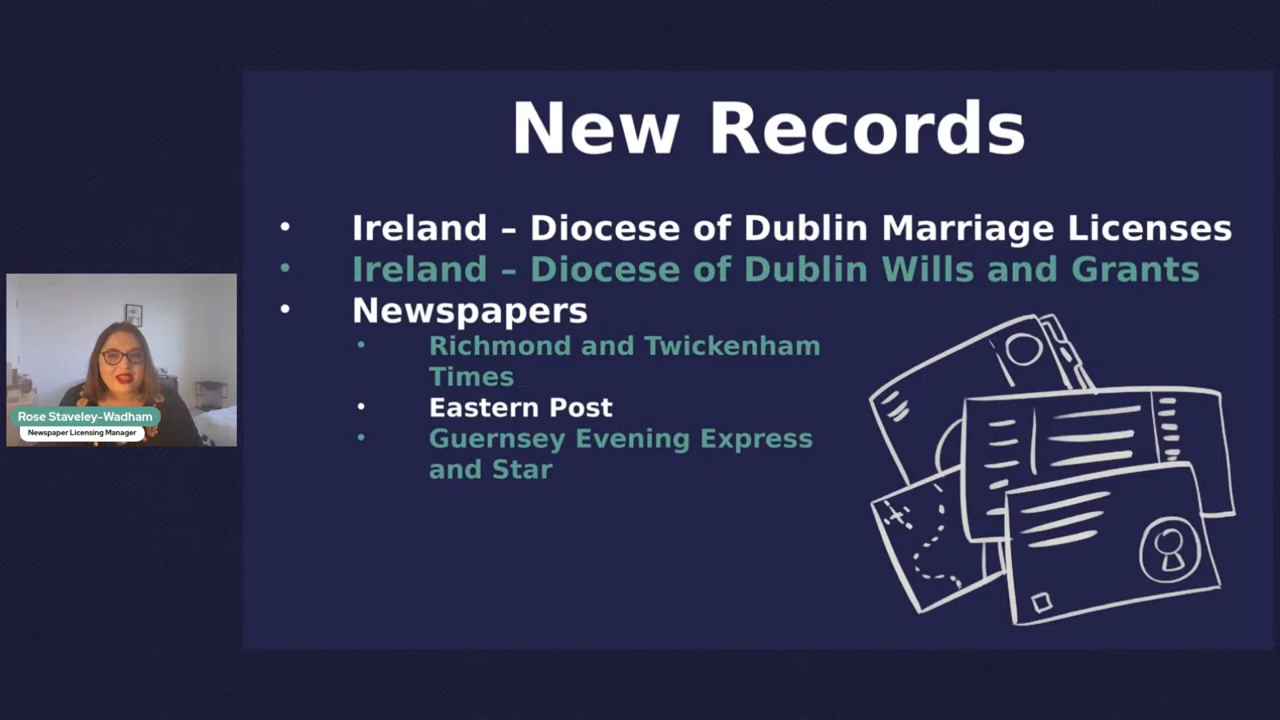 New Records
• Ireland – Diocese of Dublin Marriage Licenses
• Ireland – Diocese of Dublin Wills and Grants
• Newspapers
• Richmond and Twickenham
Times
• Eastern Post
• Guernsey Evening Express
and Star
Rose Staveley-Wadham
Newspaper Licensing Manager